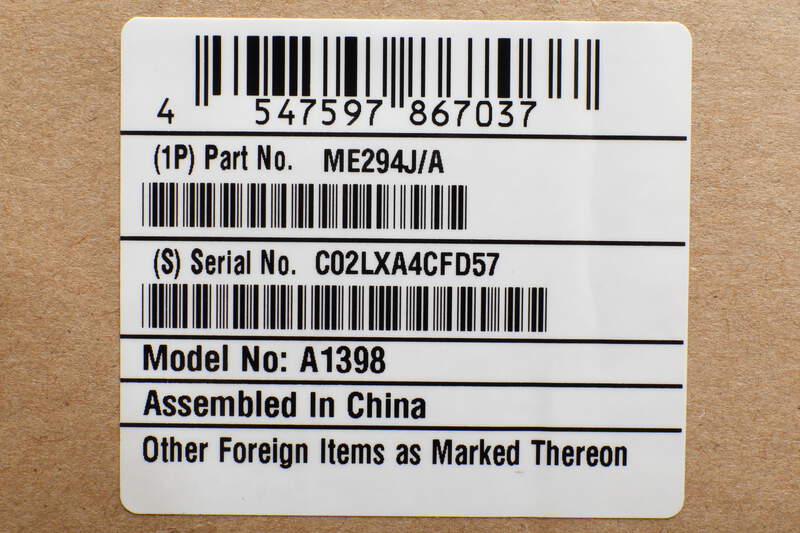 4 547597 867037
(1P) Part No. ME294J/A
(S) Serial No. C02LXA4CFD57
Model No: A1398
Assembled In China
Other Foreign Items as Marked Thereon